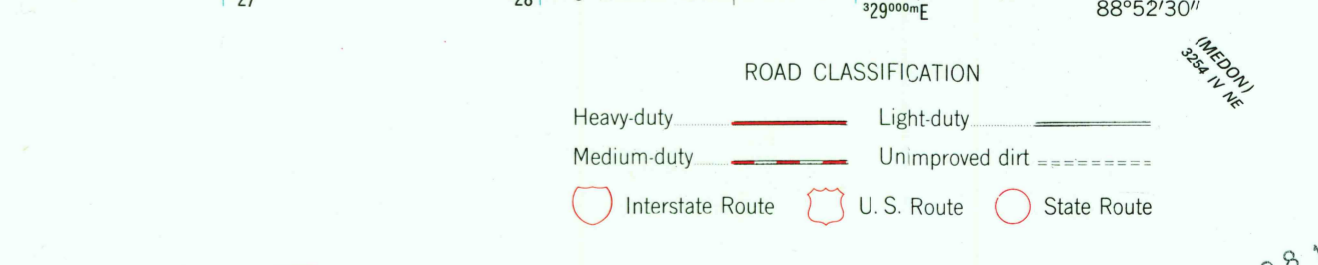 27
28
³29⁰⁰⁰ᵐE
88°52'30"
(MEDON)
3254 IV NE
ROAD CLASSIFICATION
Heavy-duty
Light-duty
Medium-duty
Unimproved dirt
Interstate Route
U. S. Route
State Route